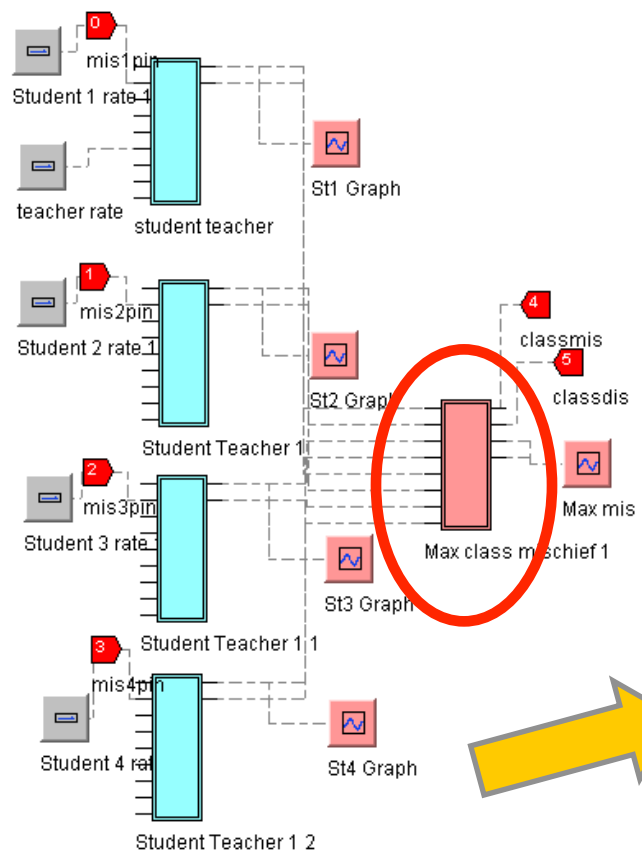 0
mis1pin
Student 1 rate 1
teacher rate
student teacher
St1 Graph
1
mis2pin
Student 2 rate 1
St2 Graph
Student Teacher 1
4
classmis
5
classdis
2
mis3pin
Student 3 rate
Max mis
Max class mischief 1
St3 Graph
Student Teacher 1 1
3
mis4pin
Student 4 rat
St4 Graph
Student Teacher 1 2